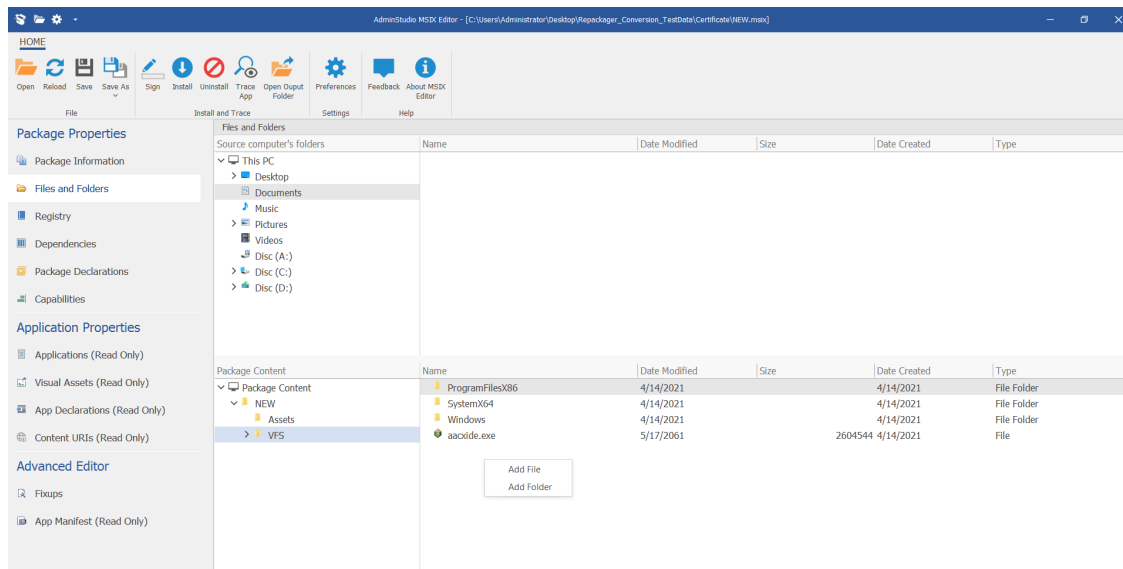 AdminStudio MSIX Editor - [C:\Users\Administrator\Desktop\Repackager_Conversion_TestData\Certificate\NEW.msix]
HOME
Open Reload Save Save As Sign Install Uninstall Trace App Open Ouput Folder Preferences Feedback About MSIX Editor
File Install and Trace Settings Help
Package Properties
Package Information
Files and Folders
Registry
Dependencies
Package Declarations
Capabilities
Application Properties
Applications (Read Only)
Visual Assets (Read Only)
App Declarations (Read Only)
Content URIs (Read Only)
Advanced Editor
Fixups
App Manifest (Read Only)
Files and Folders
Source computer's folders Name Date Modified Size Date Created Type
This PC
Desktop
Documents
Music
Pictures
Videos
Disc (A:)
Disc (C:)
Disc (D:)
Package Content Name Date Modified Size Date Created Type
Package Content ProgramFilesX86 4/14/2021 4/14/2021 File Folder
NEW SystemX64 4/14/2021 4/14/2021 File Folder
Assets Windows 4/14/2021 4/14/2021 File Folder
VFS aacxide.exe 5/17/2061 2604544 4/14/2021 File
Add File
Add Folder